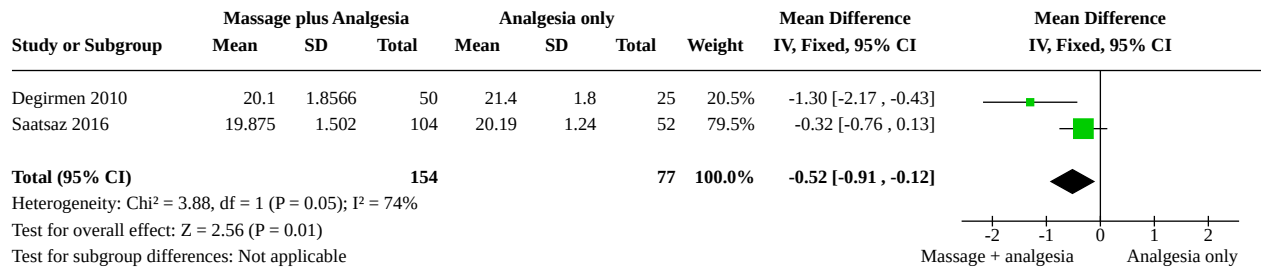 Massage plus Analgesia Analgesia only Mean Difference Mean Difference
Study or Subgroup Mean SD Total Mean SD Total Weight IV, Fixed, 95% CI IV, Fixed, 95% CI
Degirmen 2010 20.1 1.8566 50 21.4 1.8 25 20.5% -1.30 [-2.17 , -0.43]
Saatsaz 2016 19.875 1.502 104 20.19 1.24 52 79.5% -0.32 [-0.76 , 0.13]
Total (95% CI) 154 77 100.0% -0.52 [-0.91 , -0.12]
Heterogeneity: Chi² = 3.88, df = 1 (P = 0.05); I² = 74%
Test for overall effect: Z = 2.56 (P = 0.01)
-2 -1 0 1 2
Test for subgroup differences: Not applicable Massage + analgesia Analgesia only